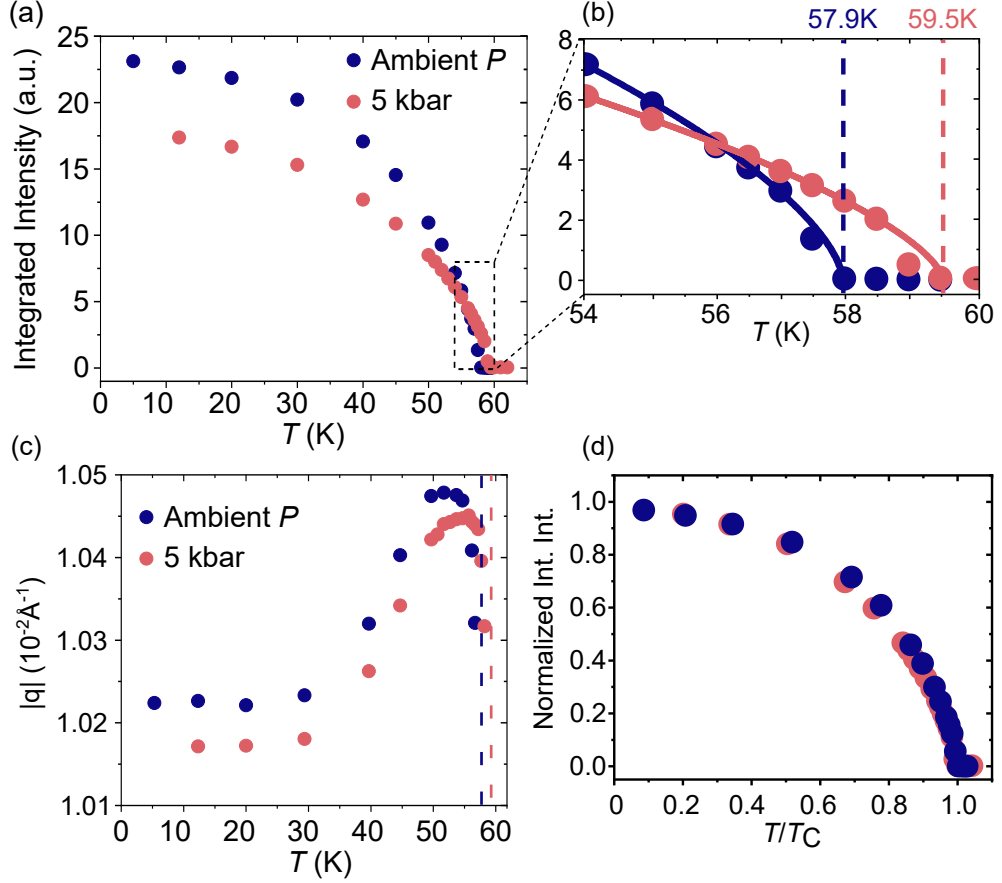 (a)
Integrated Intensity (a.u.)
25
20
15
10
5
0
Ambient P
5 kbar
0 10 20 30 40 50 60
T (K)
(b)
57.9K 59.5K
8
6
4
2
0
54 56 58 60
T (K)
(c)
|q| (10⁻²Å⁻¹)
1.05
1.04
1.03
1.02
1.01
Ambient P
5 kbar
0 10 20 30 40 50 60
T (K)
(d)
Normalized Int. Int.
1.0
0.8
0.6
0.4
0.2
0.0
0 0.2 0.4 0.6 0.8 1.0
T/TC